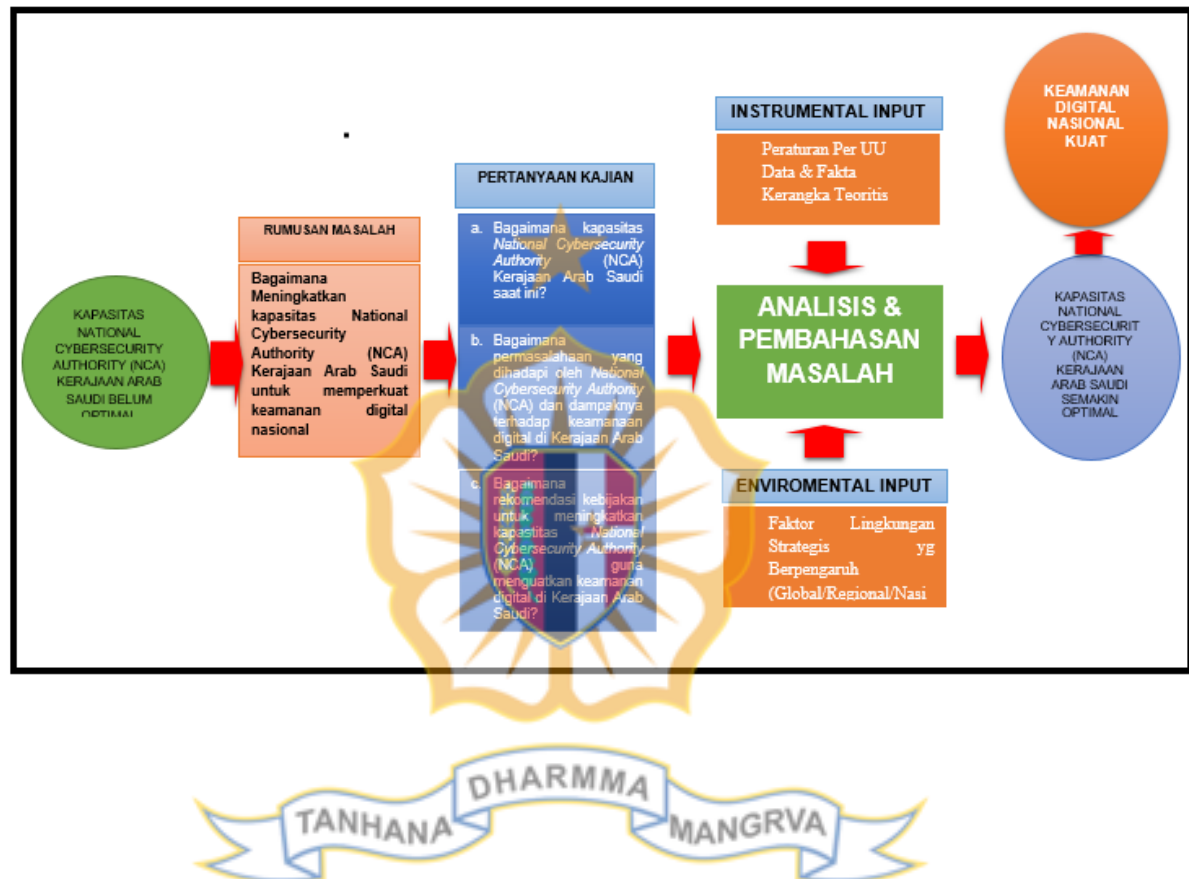 KAPASITAS
NATIONAL
CYBERSECURITY
AUTHORITY (NCA)
KERAJAAN ARAB
SAUDI BELUM
OPTIMAL
RUMUSAN MASALAH
Bagaimana
Meningkatkan
kapasitas National
Cybersecurity
Authority (NCA)
Kerajaan Arab Saudi
untuk memperkuat
keamanan digital
nasional
PERTANYAAN KAJIAN
a. Bagaimana kapasitas
National Cybersecurity
Authority (NCA)
Kerajaan Arab Saudi
saat ini?
b. Bagaimana
permasalahaan yang
dihadapi oleh National
Cybersecurity Authority
(NCA) dan dampaknya
terhadap keamanaan
digital di Kerajaan Arab
Saudi?
c. Bagaimana
rekomendasi kebijakan
untuk meningkatkan
kapastitas National
Cybersecurity Authority
(NCA) guna
menguatkan keamanan
digital di Kerajaan Arab
Saudi?
INSTRUMENTAL INPUT
Peraturan Per UU
Data & Fakta
Kerangka Teoritis
ANALISIS &
PEMBAHASAN
MASALAH
ENVIROMENTAL INPUT
Faktor Lingkungan
Strategis yg
Berpengaruh
(Global/Regional/Nasi
KEAMANAN
DIGITAL
NASIONAL
KUAT
KAPASITAS
NATIONAL
CYBERSECURIT
Y AUTHORITY
(NCA)
KERAJAAN
ARAB SAUDI
SEMAKIN
OPTIMAL
TANHANA DHARMMA MANGRVA